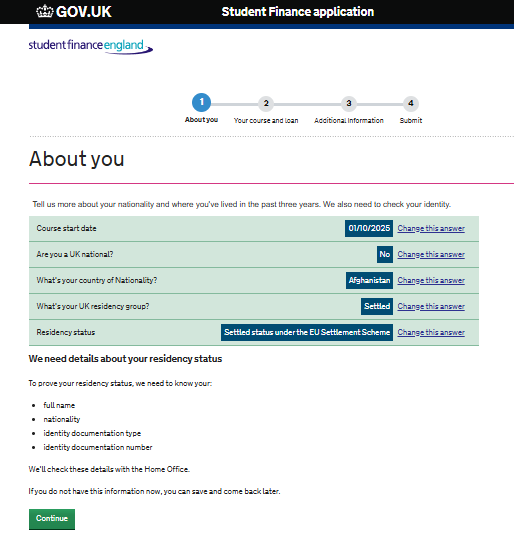 GOV.UK
Student Finance application
student finance england
1 2 3 4
About you Your course and loan Additional information Submit
About you
Tell us more about your nationality and where you've lived in the past three years. We also need to check your identity.
Course start date 01/10/2025 Change this answer
Are you a UK national? No Change this answer
What's your country of Nationality? Afghanistan Change this answer
What's your UK residency group? Settled Change this answer
Residency status Settled status under the EU Settlement Scheme Change this answer
We need details about your residency status
To prove your residency status, we need to know your:
• full name
• nationality
• identity documentation type
• identity documentation number
We'll check these details with the Home Office.
If you do not have this information now, you can save and come back later.
Continue